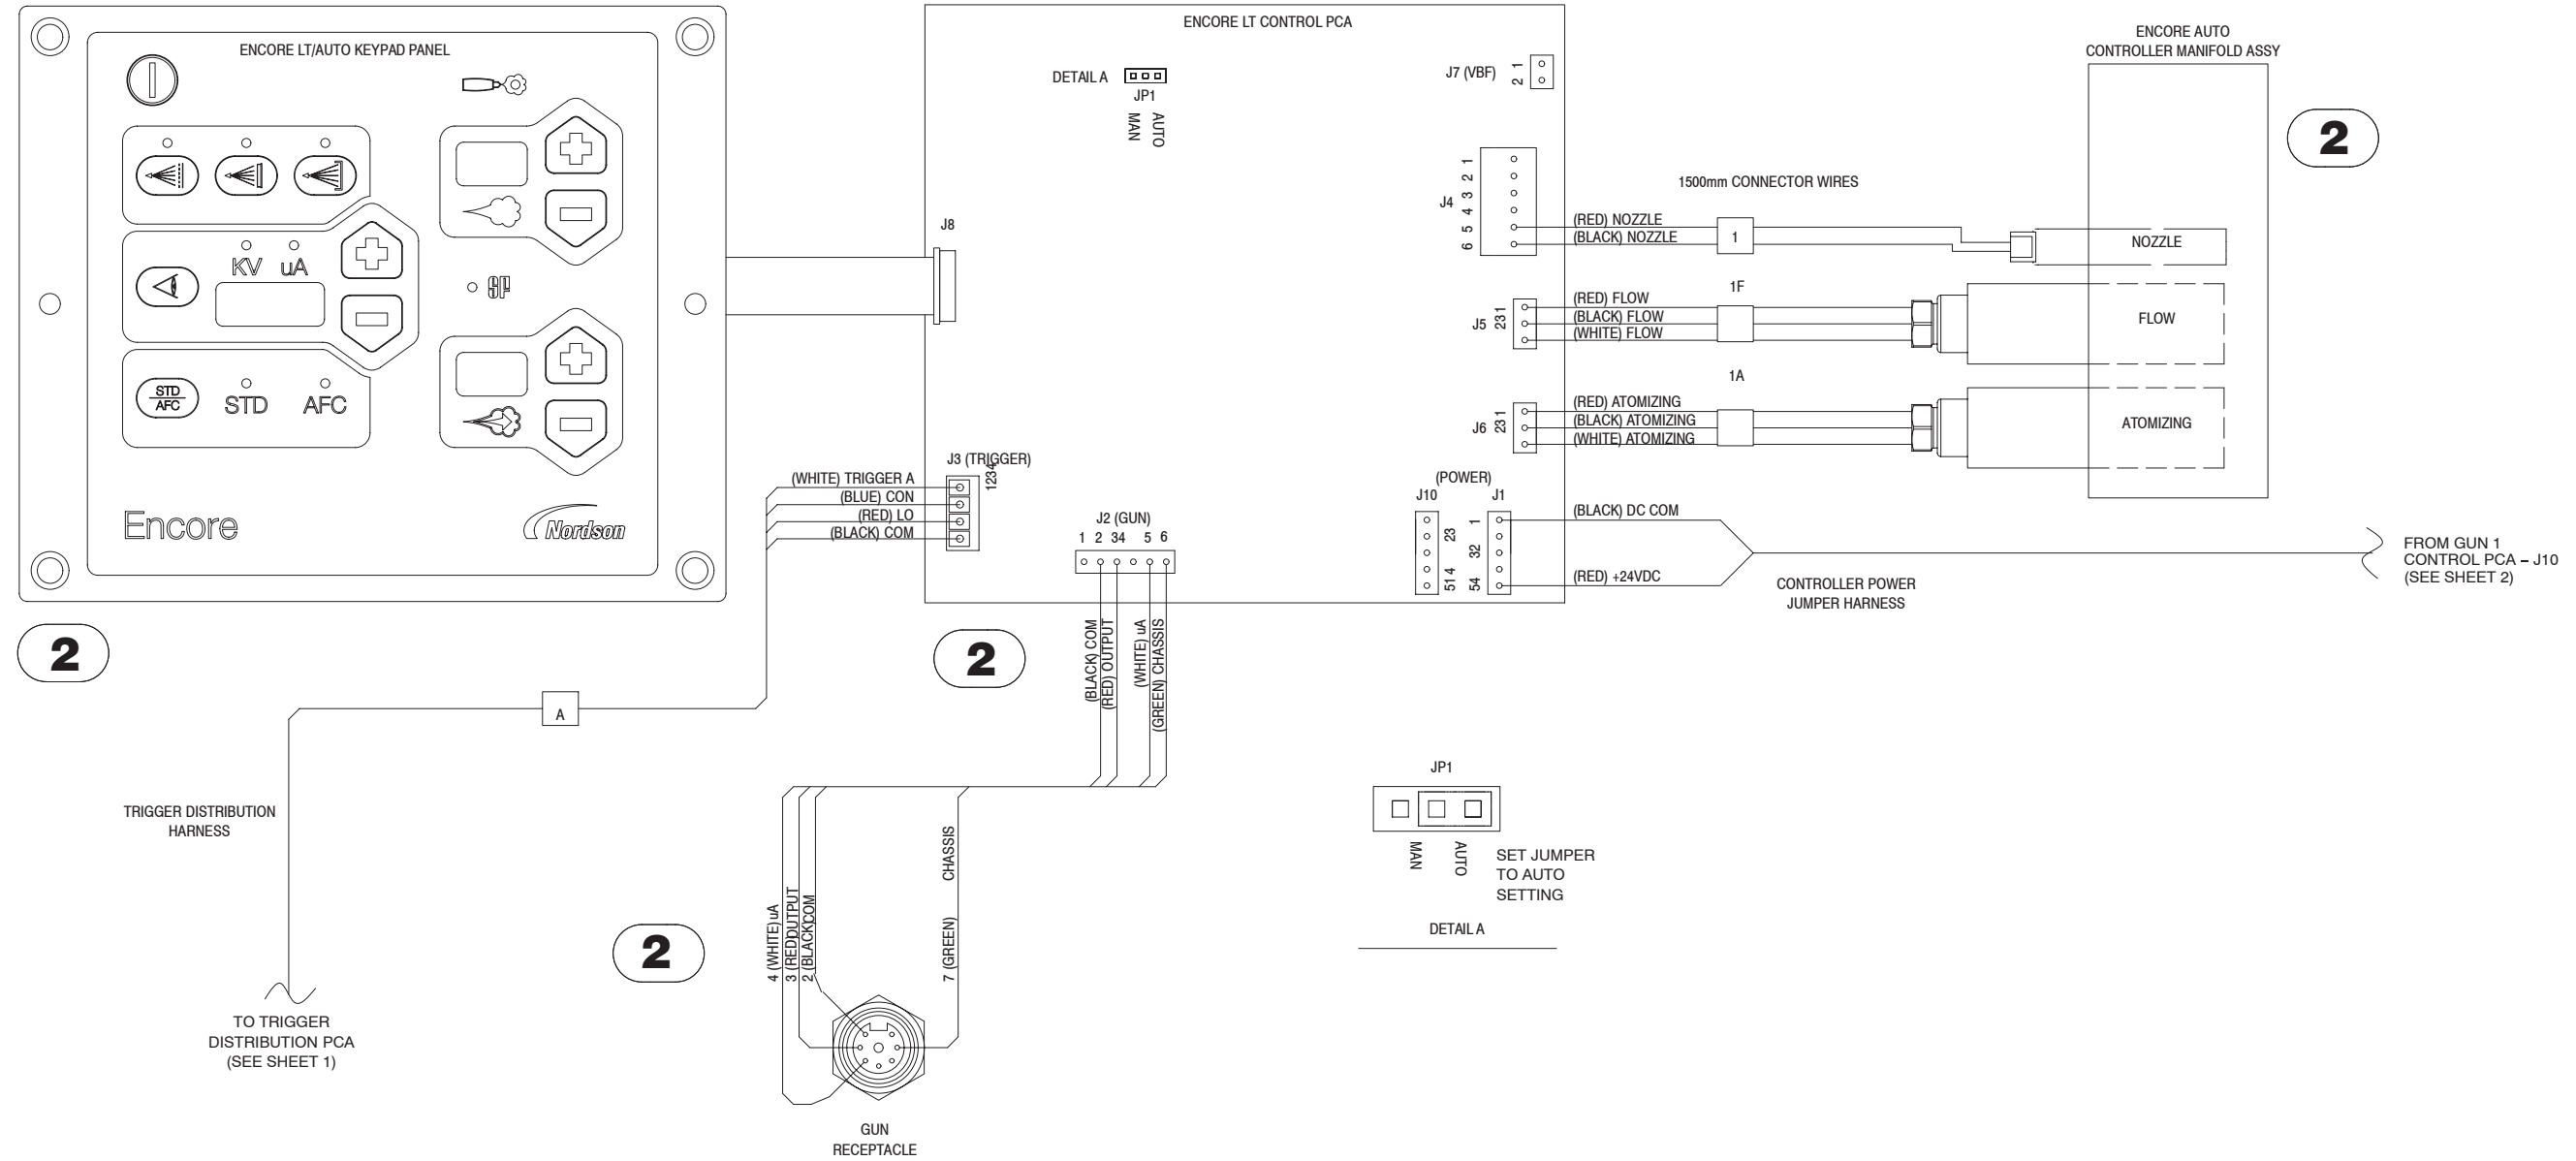 ENCORE LT/AUTO KEYPAD PANEL
KV uA
SP
STD
AFC
STD AFC
Encore
Nordson
2
ENCORE LT CONTROL PCA
DETAIL A
JP1
MAN
AUTO
J7 (VBF)
1
2
J8
J4
1
2
3
4
5
6
J5
231
J6
231
J3 (TRIGGER)
1234
(WHITE) TRIGGER A
(BLUE) CON
(RED) LO
(BLACK) COM
J2 (GUN)
1 2 34 5 6
(POWER)
J10
J1
23
514
1
32
54
2
(BLACK) COM
(RED) OUTPUT
(WHITE) uA
(GREEN) CHASSIS
1500mm CONNECTOR WIRES
(RED) NOZZLE
(BLACK) NOZZLE
1
(RED) FLOW
(BLACK) FLOW
(WHITE) FLOW
1F
(RED) ATOMIZING
(BLACK) ATOMIZING
(WHITE) ATOMIZING
1A
ENCORE AUTO
CONTROLLER MANIFOLD ASSY
2
NOZZLE
FLOW
ATOMIZING
(BLACK) DC COM
(RED) +24VDC
CONTROLLER POWER
JUMPER HARNESS
FROM GUN 1
CONTROL PCA – J10
(SEE SHEET 2)
A
TRIGGER DISTRIBUTION
HARNESS
TO TRIGGER
DISTRIBUTION PCA
(SEE SHEET 1)
2
4 (WHITE) uA
3 (RED)OUTPUT
2 (BLACK)COM
7 (GREEN) CHASSIS
GUN
RECEPTACLE
JP1
MAN
AUTO
SET JUMPER
TO AUTO
SETTING
DETAIL A